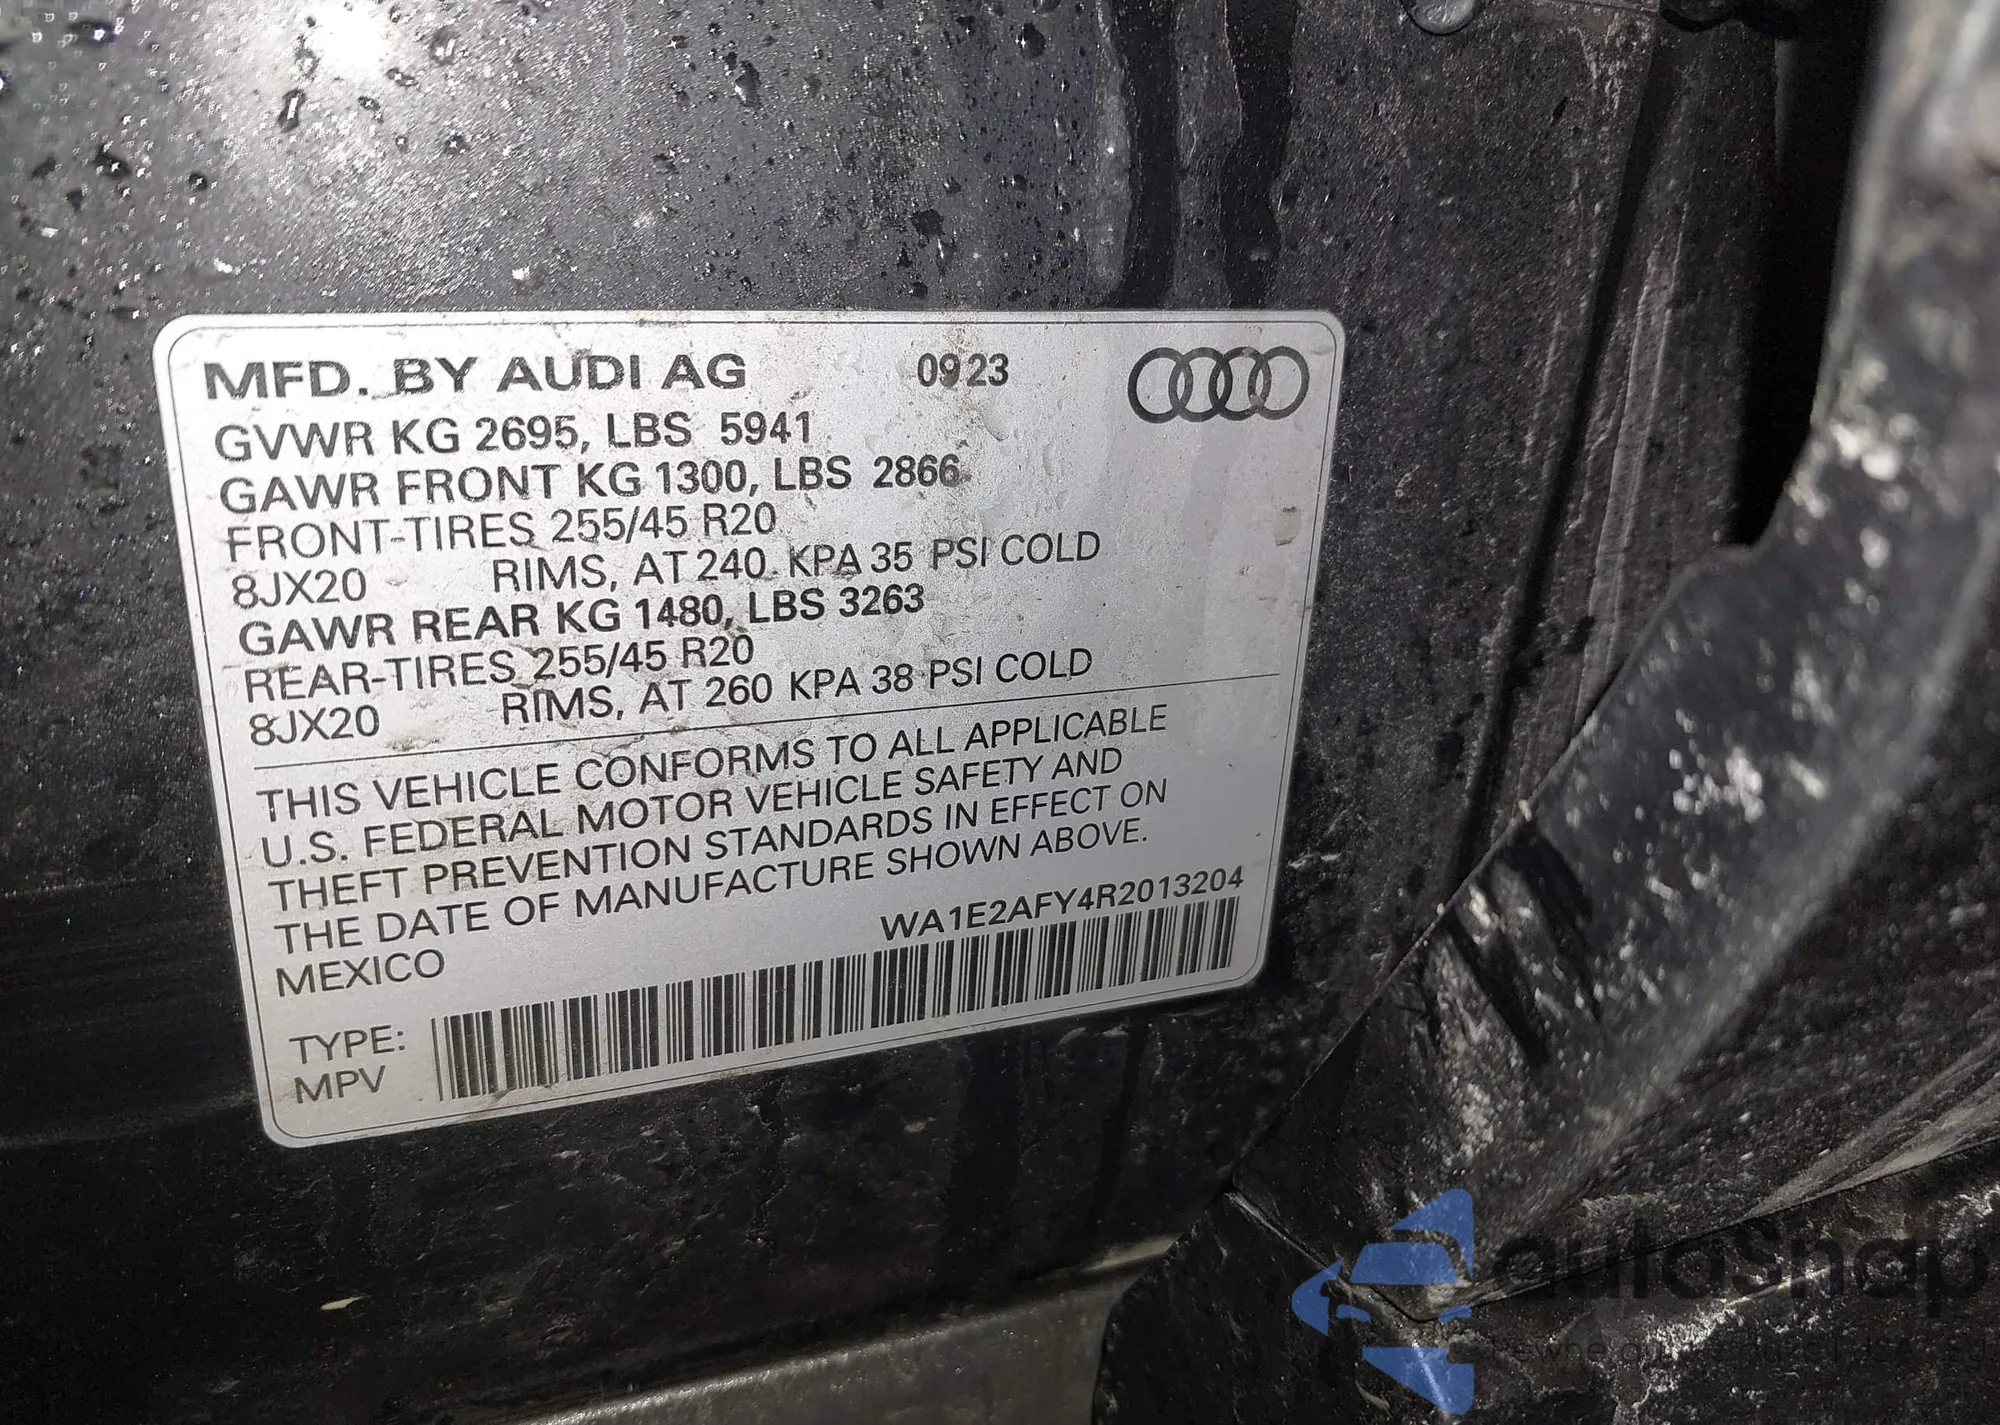 MFD. BY AUDI AG 0923
GVWR KG 2695, LBS 5941
GAWR FRONT KG 1300, LBS 2866
FRONT-TIRES 255/45 R20
8JX20 RIMS, AT 240 KPA 35 PSI COLD
GAWR REAR KG 1480, LBS 3263
REAR-TIRES 255/45 R20
8JX20 RIMS, AT 260 KPA 38 PSI COLD
THIS VEHICLE CONFORMS TO ALL APPLICABLE
U.S. FEDERAL MOTOR VEHICLE SAFETY AND
THEFT PREVENTION STANDARDS IN EFFECT ON
THE DATE OF MANUFACTURE SHOWN ABOVE.
WA1E2AFY4R2013204
MEXICO
TYPE:
MPV
autoSnap